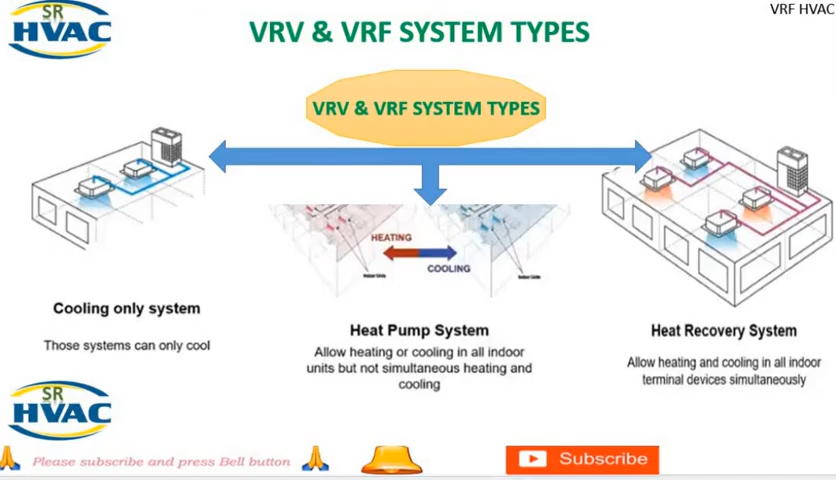 SR
HVAC
VRV & VRF SYSTEM TYPES
VRF HVAC
VRV & VRF SYSTEM TYPES
HEATING
COOLING
Cooling only system
Those systems can only cool
Heat Pump System
Allow heating or cooling in all indoor
units but not simultaneous heating and
cooling
Heat Recovery System
Allow heating and cooling in all indoor
terminal devices simultaneously
SR
HVAC
Please subscribe and press Bell button
Subscribe